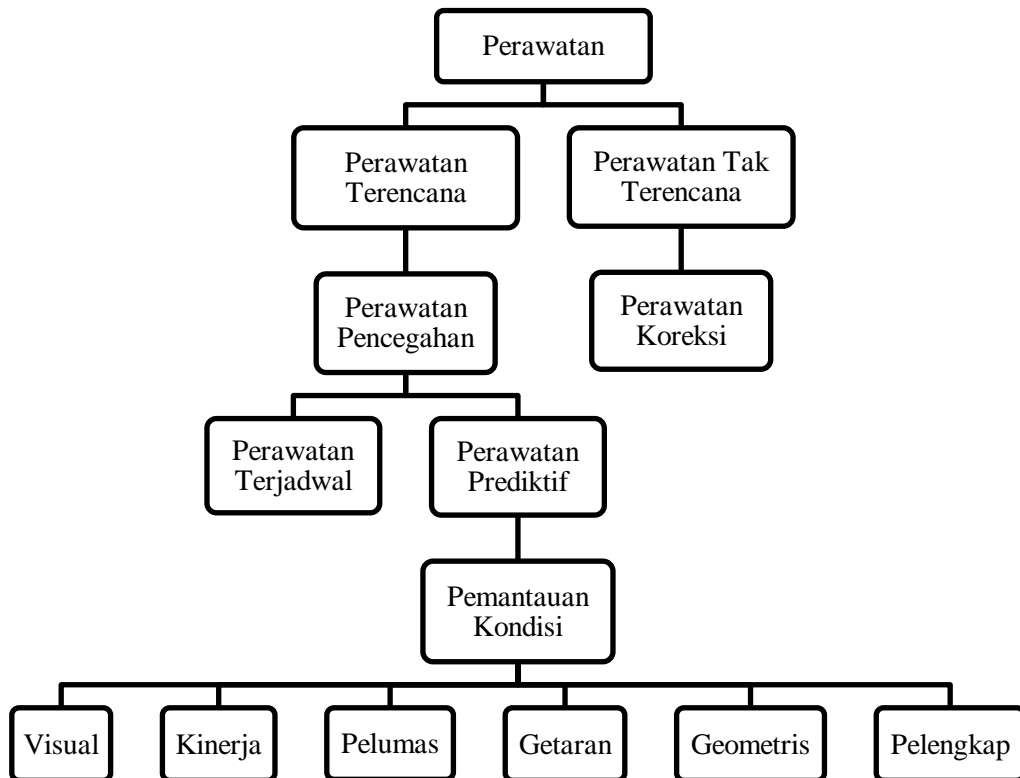 Perawatan
Perawatan
Terencana
Perawatan Tak
Terencana
Perawatan
Pencegahan
Perawatan
Koreksi
Perawatan
Terjadwal
Perawatan
Prediktif
Pemantauan
Kondisi
Visual
Kinerja
Pelumas
Getaran
Geometris
Pelengkap